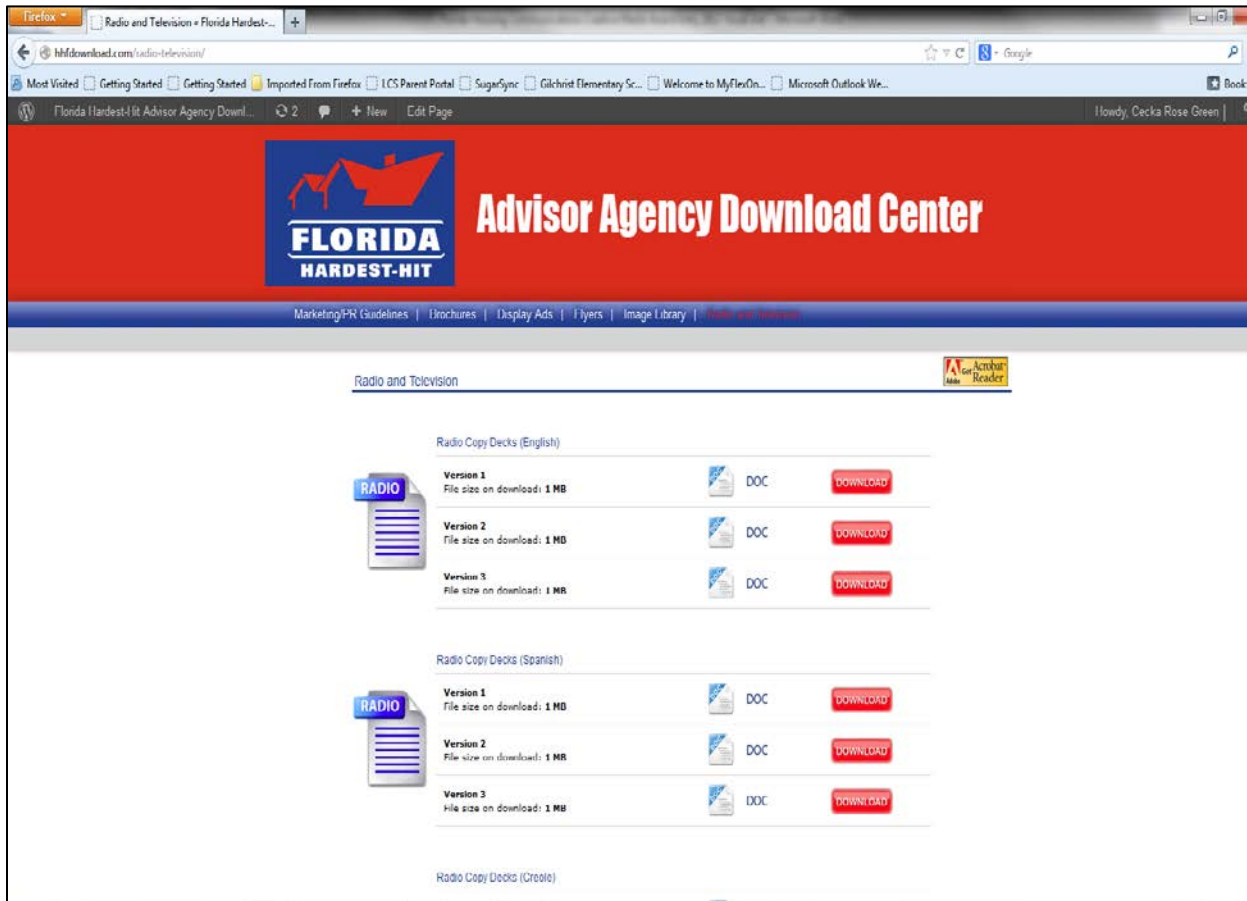 Firefox
Radio and Television « Florida Hardest-...
+
hhfdownload.com/radio-television/
Google
Most Visited Getting Started Getting Started Imported From Firefox LCS Parent Portal SugarSync Gilchrist Elementary Sc... Welcome to MyFlexOn... Microsoft Outlook We... Book
Florida Hardest-Hit Advisor Agency Downl... 2 + New Edit Page Howdy, Cecka Rose Green |
FLORIDA
HARDEST-HIT
Advisor Agency Download Center
Marketing/PR Guidelines | Brochures | Display Ads | Flyers | Image Library | Radio and Television
Radio and Television
Get Acrobat Reader
Adobe
Radio Copy Decks (English)
RADIO
Version 1
File size on download: 1 MB
DOC
DOWNLOAD
Version 2
File size on download: 1 MB
DOC
DOWNLOAD
Version 3
File size on download: 1 MB
DOC
DOWNLOAD
Radio Copy Decks (Spanish)
RADIO
Version 1
File size on download: 1 MB
DOC
DOWNLOAD
Version 2
File size on download: 1 MB
DOC
DOWNLOAD
Version 3
File size on download: 1 MB
DOC
DOWNLOAD
Radio Copy Decks (Creole)